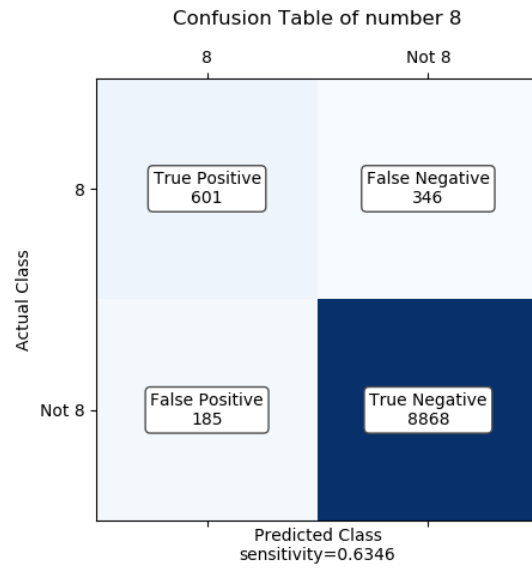 Confusion Table of number 8
8
Not 8
8
True Positive
601
False Negative
346
Actual Class
Not 8
False Positive
185
True Negative
8868
Predicted Class
sensitivity=0.6346